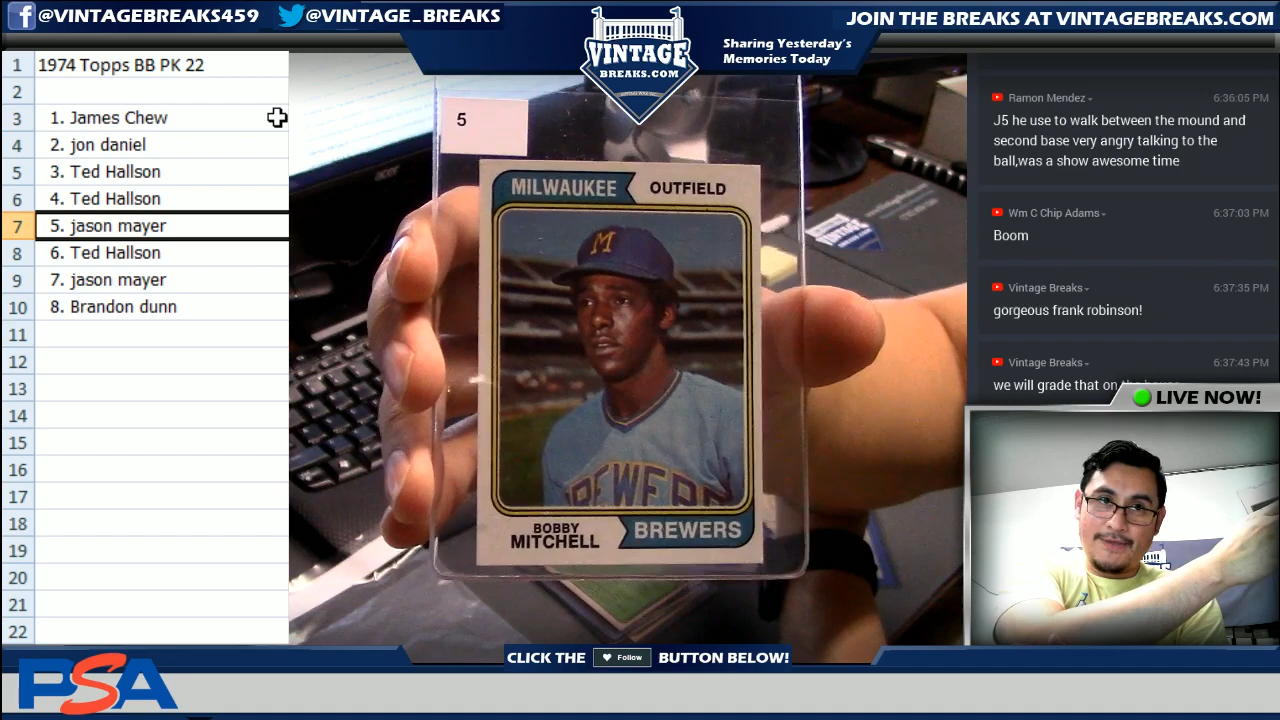 @VINTAGEBREAKS459
@VINTAGE_BREAKS
VINTAGE
BREAKS.COM
Sharing Yesterday's
Memories Today
JOIN THE BREAKS AT VINTAGEBREAKS.COM
1 1974 Topps BB PK 22
2
3 1. James Chew
4 2. jon daniel
5 3. Ted Hallson
6 4. Ted Hallson
7 5. jason mayer
8 6. Ted Hallson
9 7. jason mayer
10 8. Brandon dunn
11
12
13
14
15
16
17
18
19
20
21
22
5
MILWAUKEE OUTFIELD
M
BREWERS
BOBBY
MITCHELL
BREWERS
Ramon Mendez 6:36:05 PM
J5 he use to walk between the mound and
second base very angry talking to the
ball,was a show awesome time
Wm C Chip Adams 6:37:03 PM
Boom
Vintage Breaks 6:37:35 PM
gorgeous frank robinson!
Vintage Breaks 6:37:43 PM
we will grade that on
LIVE NOW!
CLICK THE Follow BUTTON BELOW!
PSA